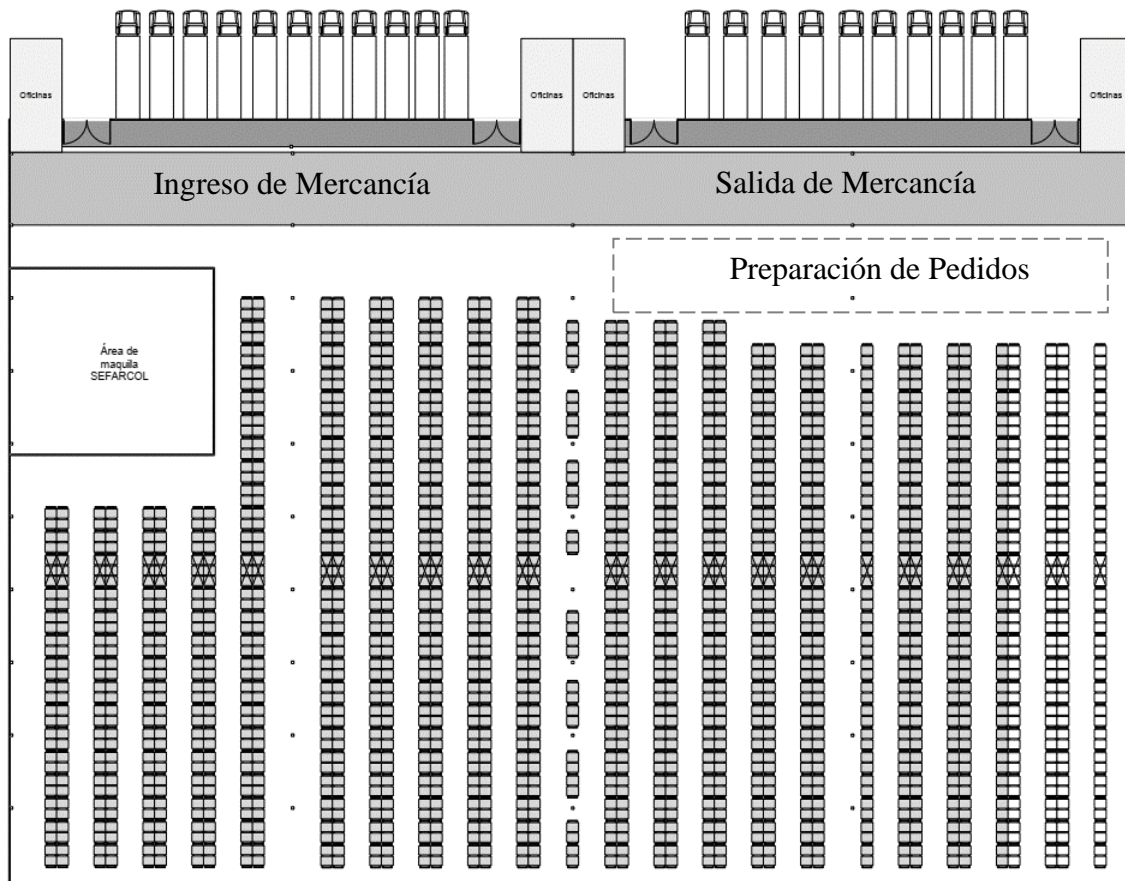 Oficinas
Oficinas
Oficinas
Oficinas
Ingreso de Mercancía
Salida de Mercancía
Preparación de Pedidos
Área de
maquila
SEFARCOL